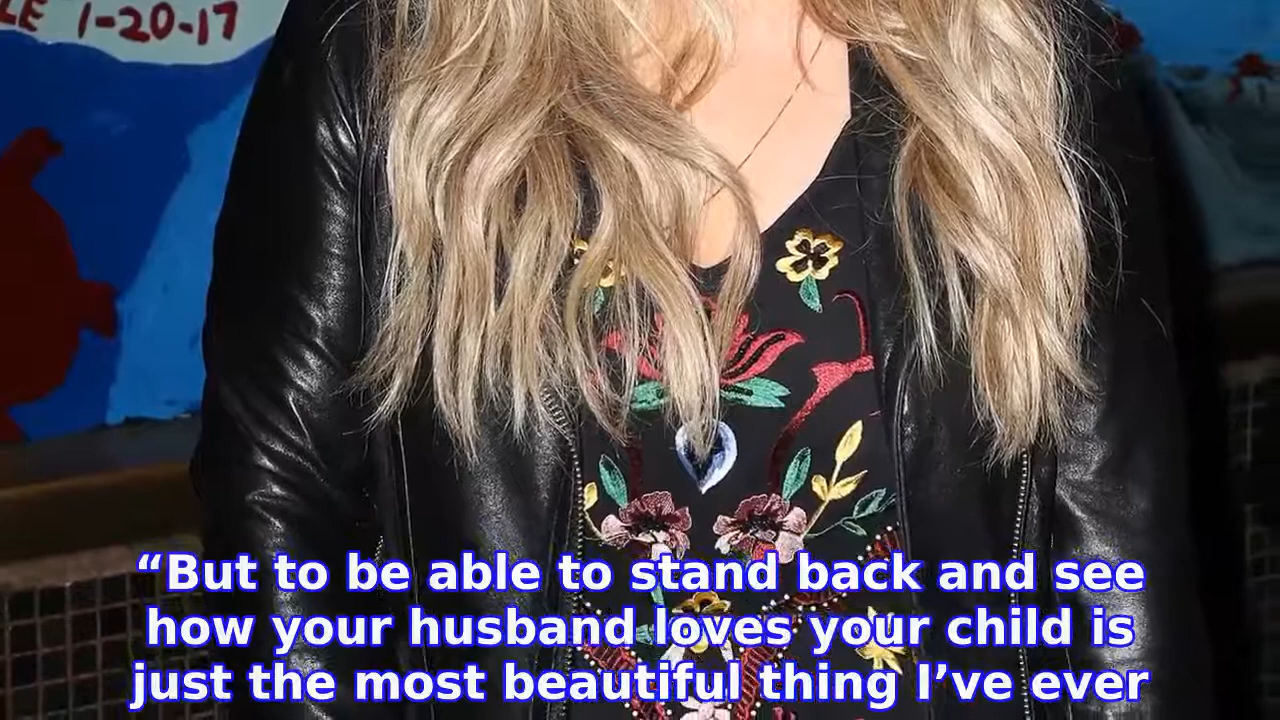 LE 1-20-17
“But to be able to stand back and see
how your husband loves your child is
just the most beautiful thing I’ve ever